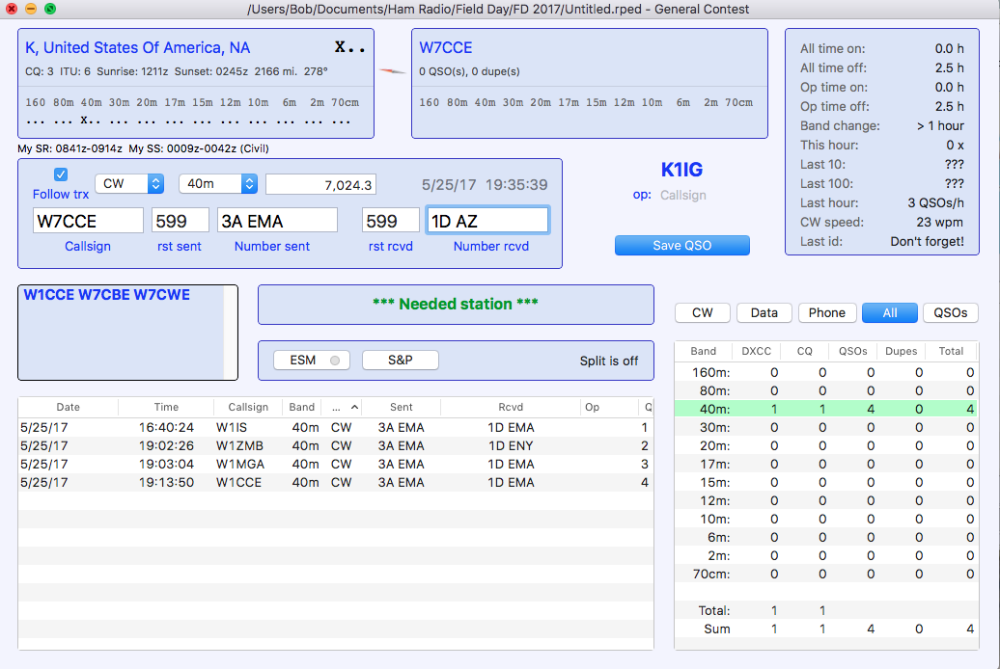 /Users/Bob/Documents/Ham Radio/Field Day/FD 2017/Untitled.rped - General Contest
K, United States Of America, NA X..
CQ: 3 ITU: 6 Sunrise: 1211z Sunset: 0245z 2166 mi. 278°
160 80m 40m 30m 20m 17m 15m 12m 10m 6m 2m 70cm
... ... X.. ... ... ... ... ... ... ... ... ...
W7CCE
0 QSO(s), 0 dupe(s)
160 80m 40m 30m 20m 17m 15m 12m 10m 6m 2m 70cm
All time on: 0.0 h
All time off: 2.5 h
Op time on: 0.0 h
Op time off: 2.5 h
Band change: > 1 hour
This hour: 0 x
Last 10: ???
Last 100: ???
Last hour: 3 QSOs/h
CW speed: 23 wpm
Last id: Don't forget!
My SR: 0841z-0914z My SS: 0009z-0042z (Civil)
Follow trx CW 40m 7,024.3 5/25/17 19:35:39
W7CCE 599 3A EMA 599 1D AZ
Callsign rst sent Number sent rst rcvd Number rcvd
K1IG
op: Callsign
Save QSO
W1CCE W7CBE W7CWE
*** Needed station ***
ESM S&P Split is off
CW Data Phone All QSOs
Date Time Callsign Band ... Sent Rcvd Op Q
5/25/17 16:40:24 W1IS 40m CW 3A EMA 1D EMA 1
5/25/17 19:02:26 W1ZMB 40m CW 3A EMA 1D ENY 2
5/25/17 19:03:04 W1MGA 40m CW 3A EMA 1D EMA 3
5/25/17 19:13:50 W1CCE 40m CW 3A EMA 1D EMA 4
Band DXCC CQ QSOs Dupes Total
160m: 0 0 0 0 0
80m: 0 0 0 0 0
40m: 1 1 4 0 4
30m: 0 0 0 0 0
20m: 0 0 0 0 0
17m: 0 0 0 0 0
15m: 0 0 0 0 0
12m: 0 0 0 0 0
10m: 0 0 0 0 0
6m: 0 0 0 0 0
2m: 0 0 0 0 0
70cm: 0 0 0 0 0
Total: 1 1
Sum 1 1 4 0 4